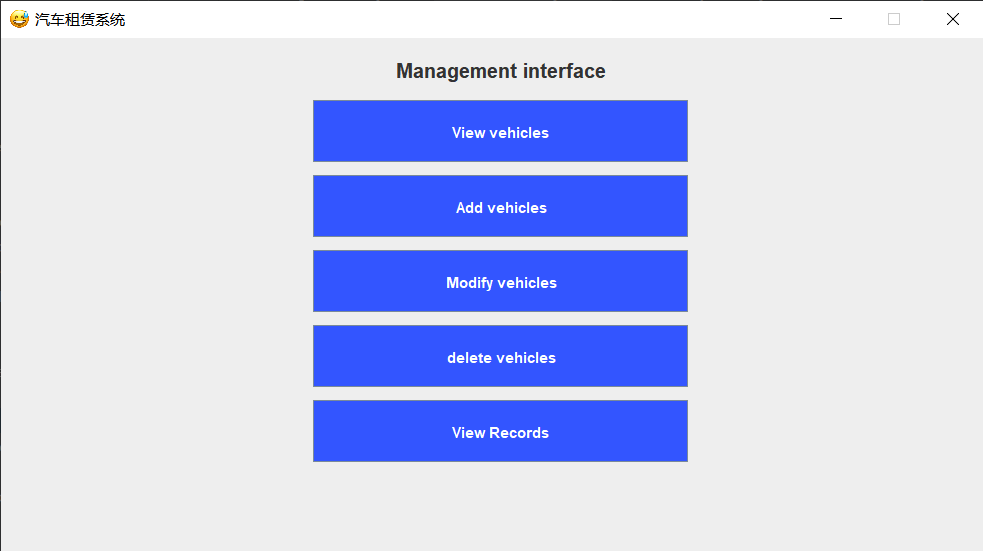 汽车租赁系统
Management interface
View vehicles
Add vehicles
Modify vehicles
delete vehicles
View Records